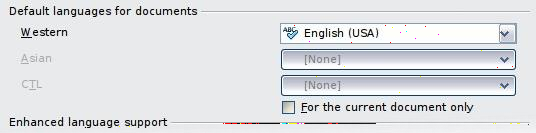 Default languages for documents
Western English (USA)
Asian [None]
CTL [None]
For the current document only
Enhanced language support